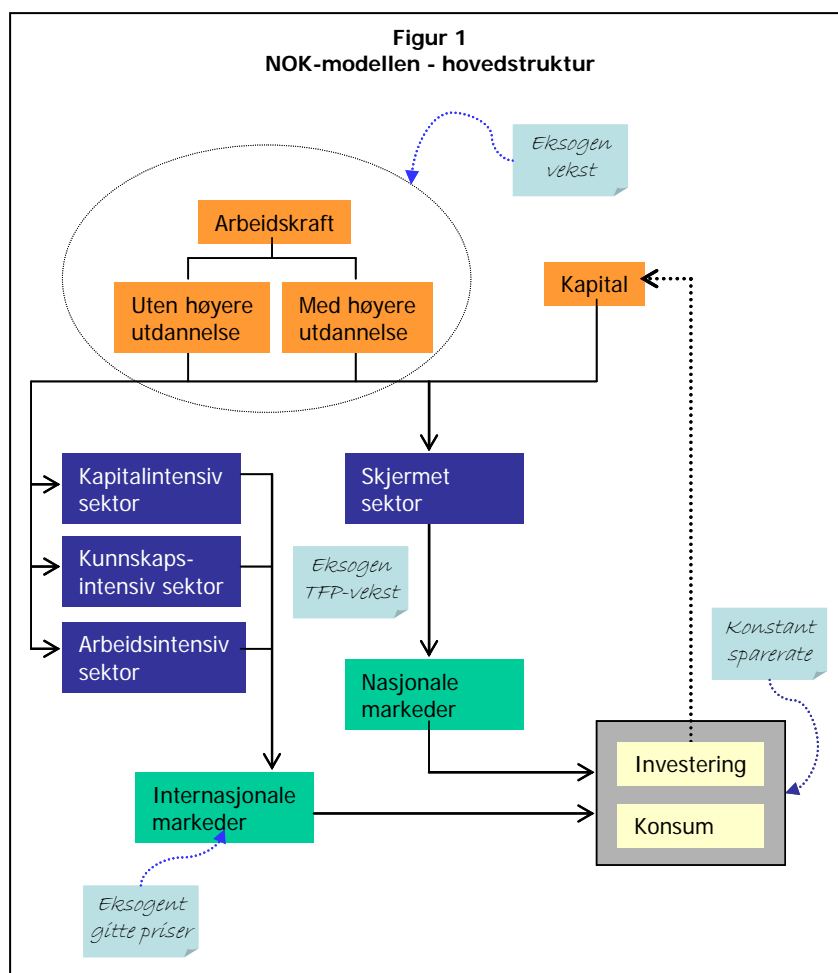 Figur 1
NOK-modellen - hovedstruktur
Eksogen
vekst
Arbeidskraft
Uten høyere
utdannelse
Med høyere
utdannelse
Kapital
Kapitalintensiv
sektor
Skjermet
sektor
Kunnskaps-
intensiv sektor
Eksogen
TFP-vekst
Arbeidsintensiv
sektor
Konstant
sparerate
Nasjonale
markeder
Internasjonale
markeder
Investering
Konsum
Eksogent
gitte priser